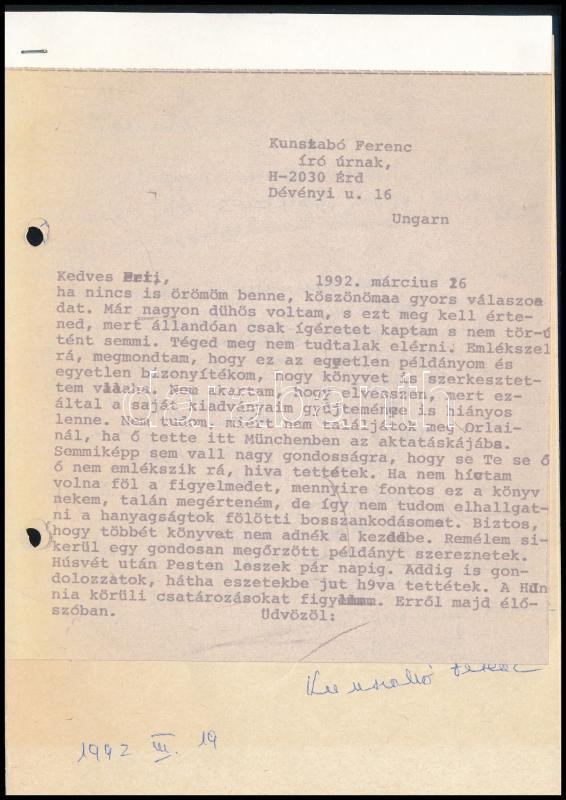 Kunszabó Ferenc
író úrnak,
H-2030 Érd
Dévényi u. 16
Ungarn
Kedves Feri, 1992. március 16
ha nincs is örömöm benne, köszönömaa gyors válaszoa
dat. Már nagyon dühös voltam, s ezt meg kell érte-
ned, mert állandóan csak ígéretet kaptam s nem tör-ú
tént semmi. Téged meg nem tudtalak elérni. Emlékszel
rá, megmondtam, hogy ez az egyetlen példányom és
egyetlen bizonyítékom, hogy könyvet is szerkesztet-
tem valaha. Nem akartam, hogy elvesszen, mert ez-
által a saját kiadványaim gyüjteménye is hiányos
lenne. Nem tudom, miért nem találjátok meg Orlai-
nál, ha ő tette itt Münchenben az aktatáskájába.
Semmiképp sem vall nagy gondosságra, hogy se Te se ő
ő nem emlékszik rá, hiva tettétek. Ha nem hívtam
volna föl a figyelmedet, mennyire fontos ez a könyv
nekem, talán megérteném, de így nem tudom elhallgat-
ni a hanyagságtok fölötti bosszankodásomat. Biztos,
hogy többét könyvet nem adnék a kezedbe. Remélem si-
kerül egy gondosan megőrzött példányt szereznetek.
Húsvét után Pesten leszek pár napig. Addig is gon-
dolozzàtok, hátha eszetekbe jut h9va tettétek. A Hun
nia körüli csatározásokat figyelem. Erről majd élő-
szóban. Üdvözöl:
Kunszabó Ferenc
1992 III. 19